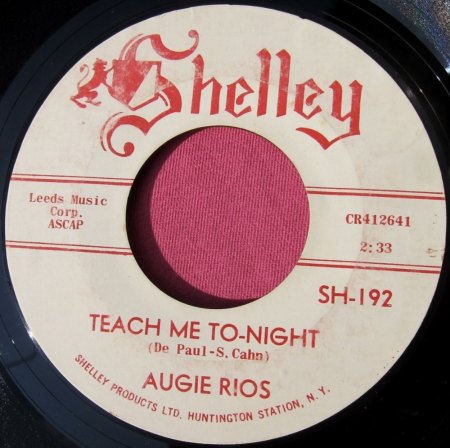 Shelley
Leeds Music
Corp.
ASCAP
CR412641
2:33
SH-192
TEACH ME TO-NIGHT
(De Paul-S. Cahn)
AUGIE RIOS
SHELLEY PRODUCTS LTD. HUNTINGTON STATION, N.Y.